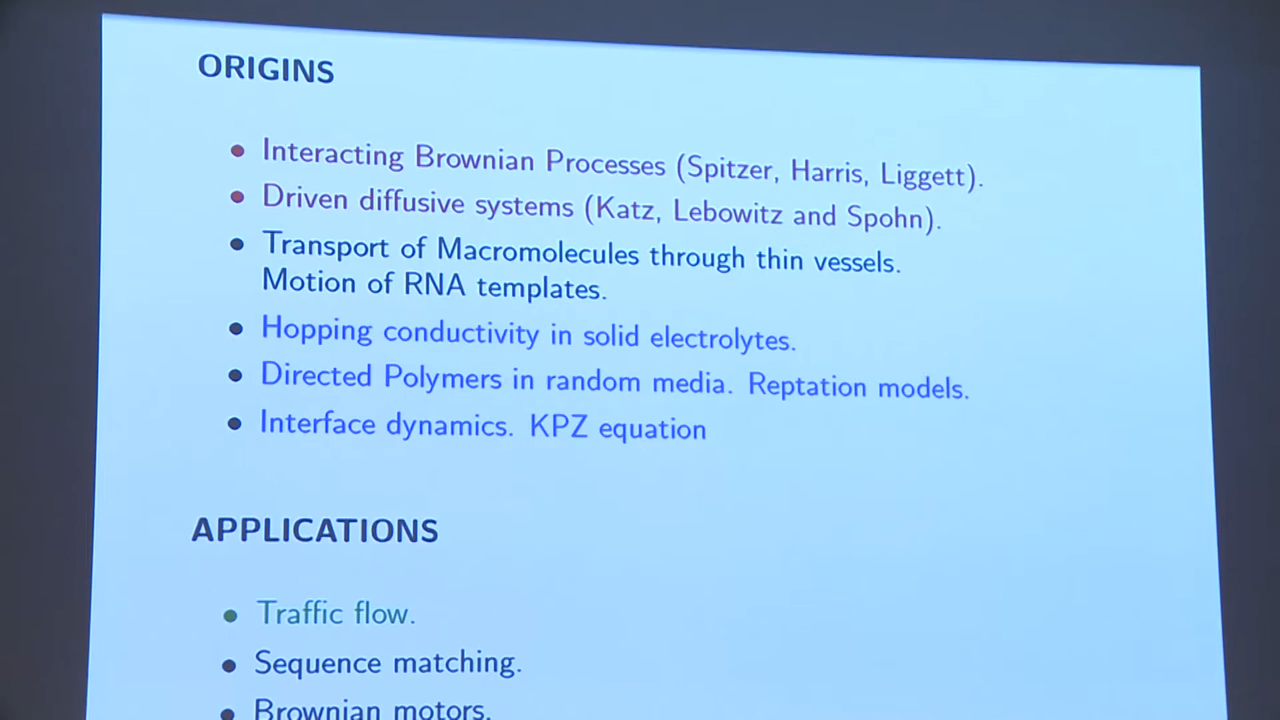 ORIGINS
• Interacting Brownian Processes (Spitzer, Harris, Liggett).
• Driven diffusive systems (Katz, Lebowitz and Spohn).
• Transport of Macromolecules through thin vessels.
Motion of RNA templates.
• Hopping conductivity in solid electrolytes.
• Directed Polymers in random media. Reptation models.
• Interface dynamics. KPZ equation
APPLICATIONS
• Traffic flow.
• Sequence matching.
• Brownian motors.